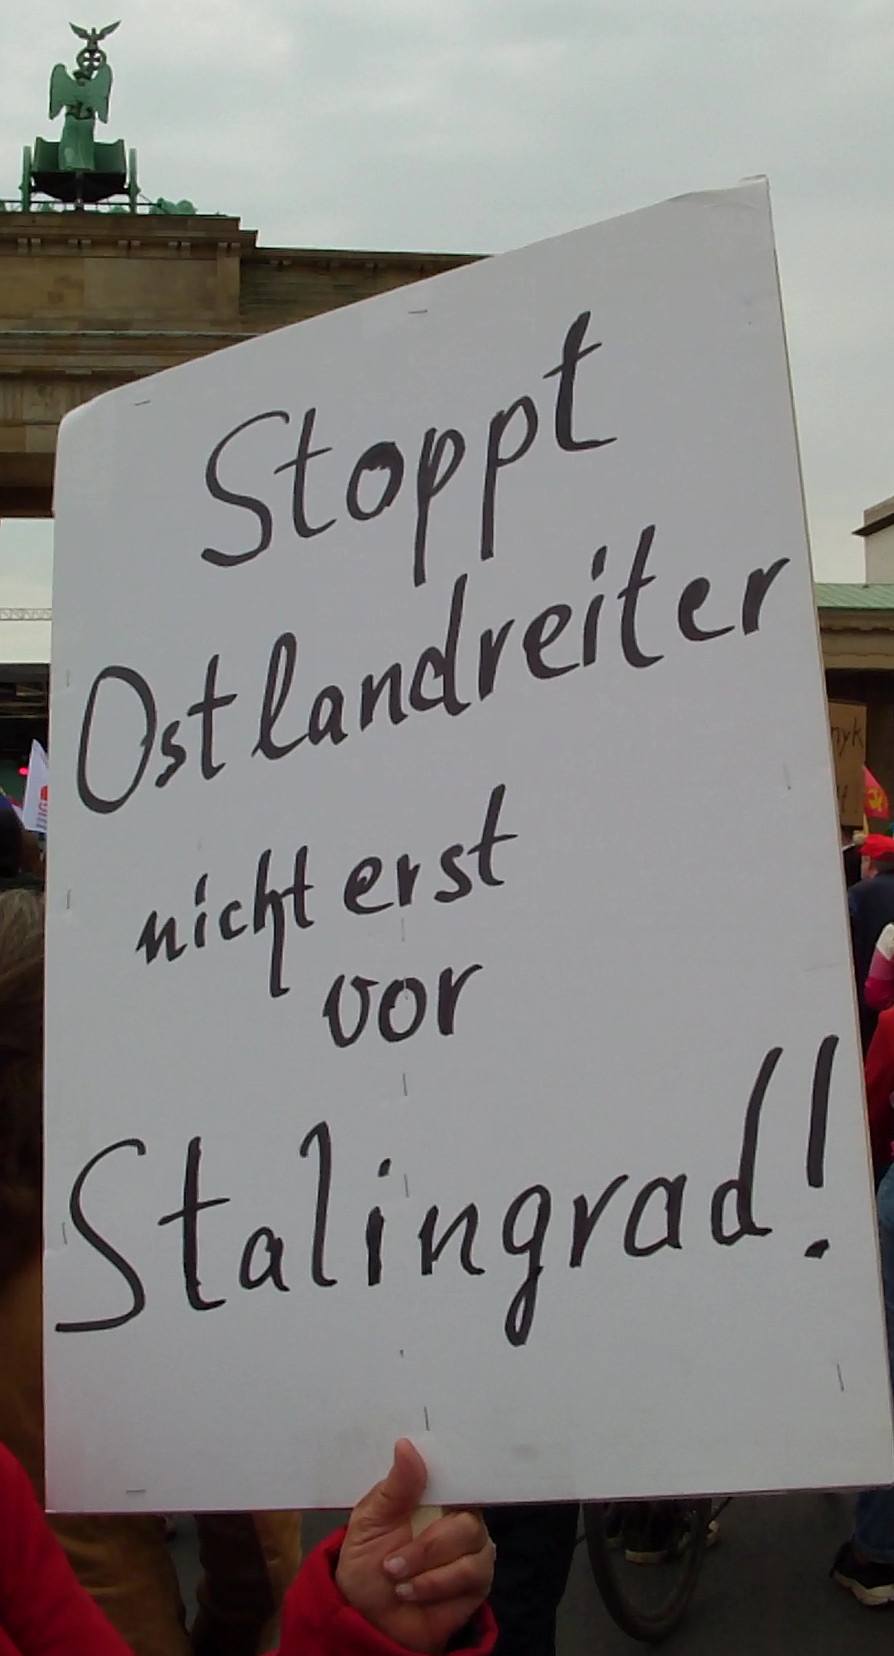 Stoppt
Ostlandreiter
nicht erst
vor
Stalingrad!